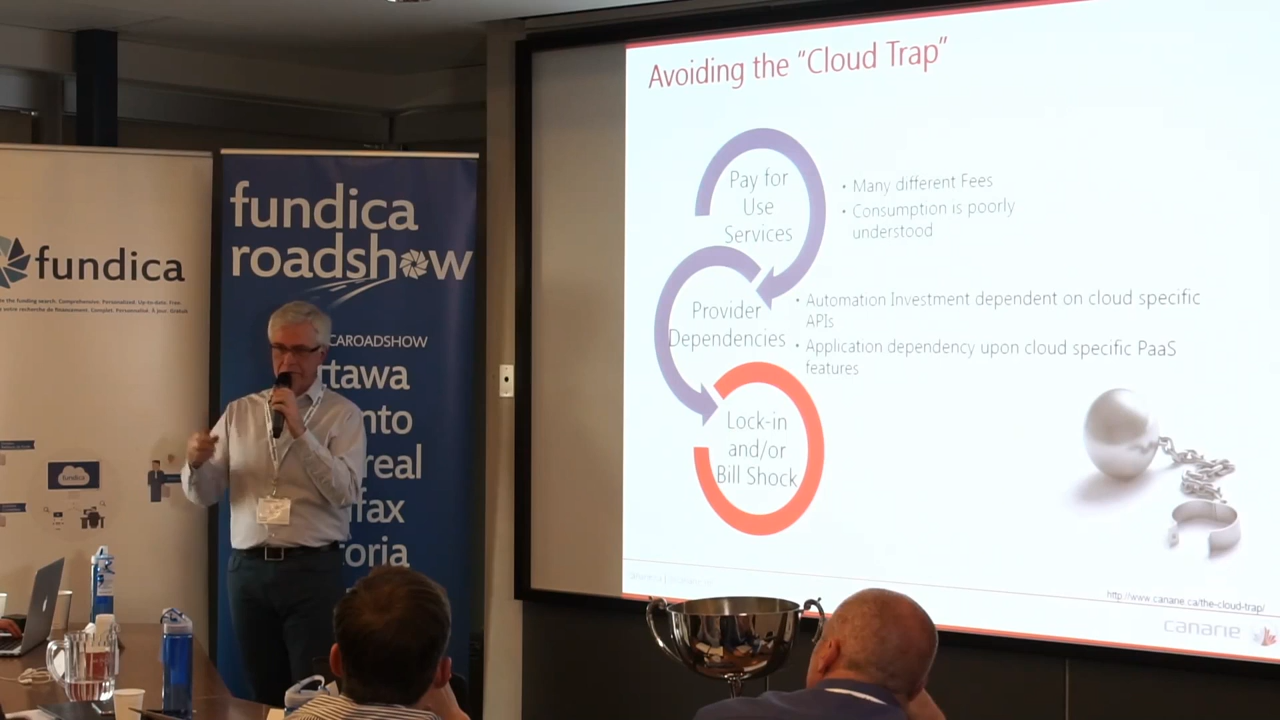 fundica
fundica
roadshow
CAROADSHOW
ttawa
nto
real
fax
toria
fundica
Avoiding the "Cloud Trap"
Pay for
Use
Services
• Many different Fees
• Consumption is poorly
understood
Provider
Dependencies
• Automation Investment dependent on cloud specific
APIs
• Application dependency upon cloud specific PaaS
features
Lock-in
and/or
Bill Shock
http://www.canarie.ca/the-cloud-trap/
canarie